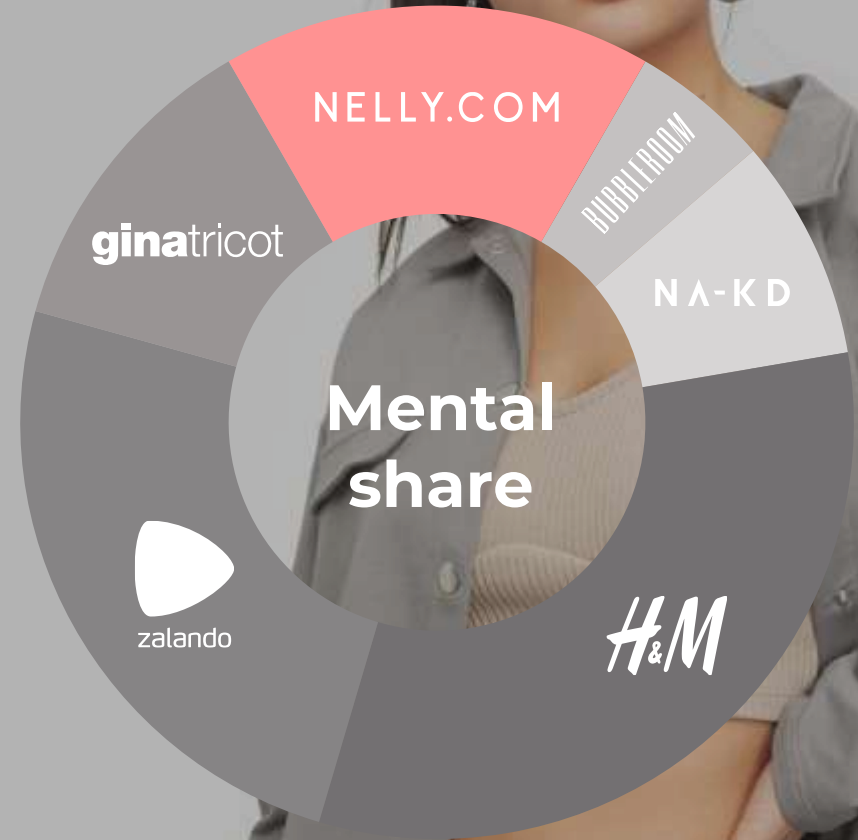 NELLY.COM
BUBBLEROOM
NA-KD
ginatricot
Mental
share
zalando
H&M